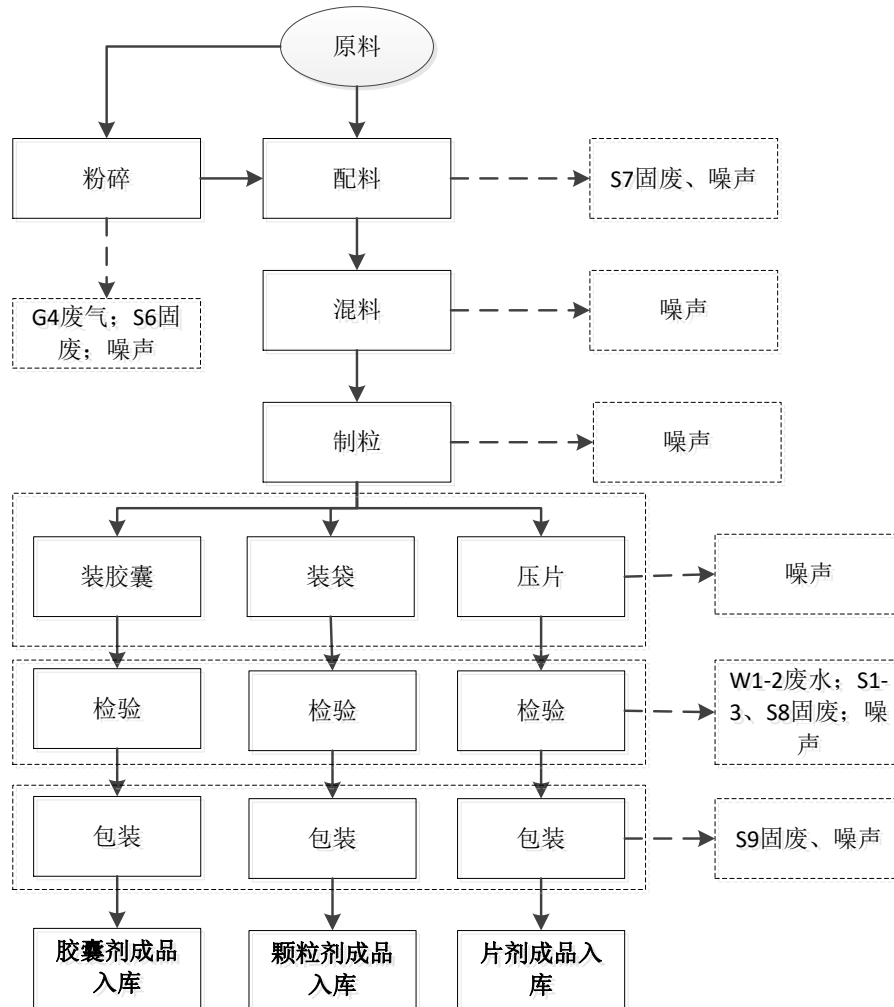 原料
粉碎
配料
S7固废、噪声
G4废气；S6固
废；噪声
混料
噪声
制粒
噪声
装胶囊
装袋
压片
噪声
检验
检验
检验
W1-2废水；S1-
3、S8固废；噪
声
包装
包装
包装
S9固废、噪声
胶囊剂成品
入库
颗粒剂成品
入库
片剂成品入
库